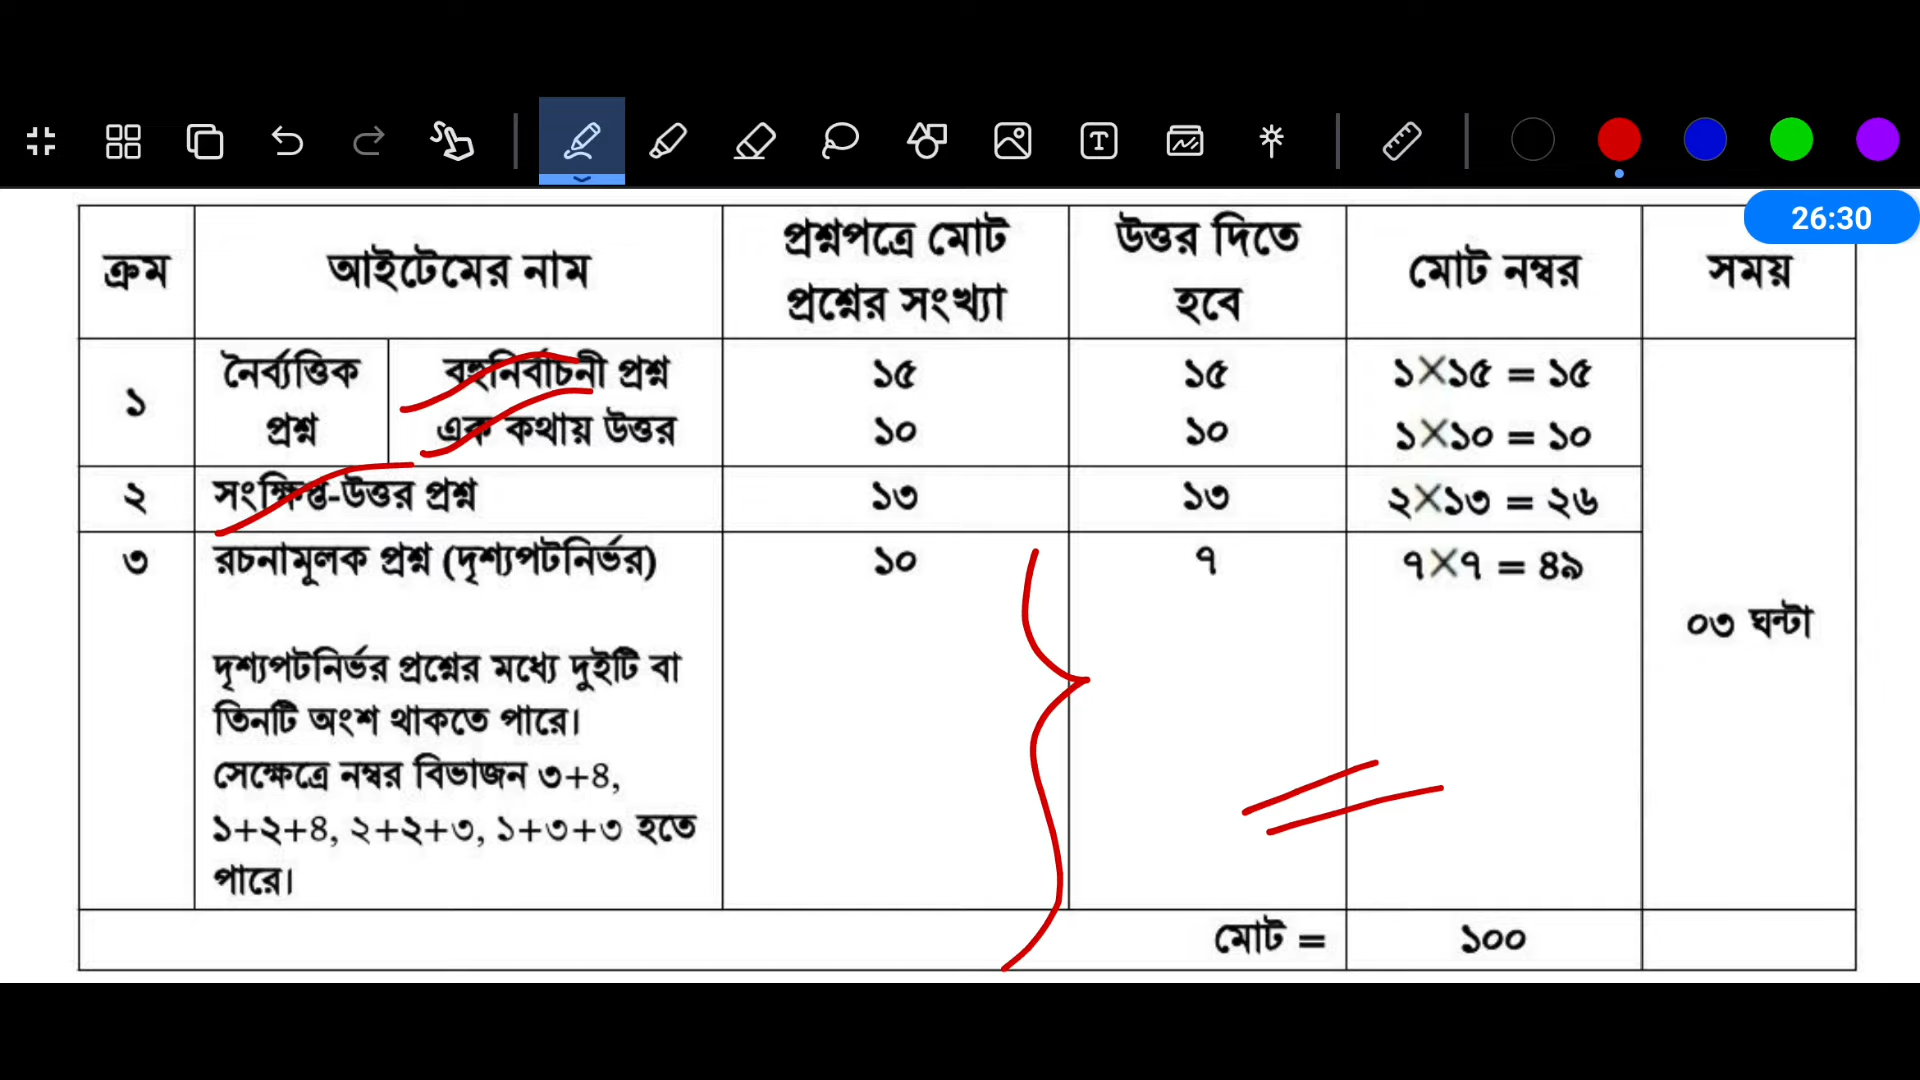 26:30
ক্রম আইটেমের নাম প্রশ্নপত্রে মোট প্রশ্নের সংখ্যা উত্তর দিতে হবে মোট নম্বর সময়
১ নৈর্ব্যত্তিক প্রশ্ন বহুনির্বাচনী প্রশ্ন ১৫ ১৫ ১×১৫ = ১৫
এক কথায় উত্তর ১০ ১০ ১×১০ = ১০
২ সংক্ষিপ্ত-উত্তর প্রশ্ন ১৩ ১৩ ২×১৩ = ২৬
৩ রচনামূলক প্রশ্ন (দৃশ্যপটনির্ভর) ১০ ৭ ৭×৭ = ৪৯
০৩ ঘন্টা
দৃশ্যপটনির্ভর প্রশ্নের মধ্যে দুইটি বা
তিনটি অংশ থাকতে পারে।
সেক্ষেত্রে নম্বর বিভাজন ৩+৪,
১+২+৪, ২+২+৩, ১+৩+৩ হতে
পারে।
মোট = ১০০